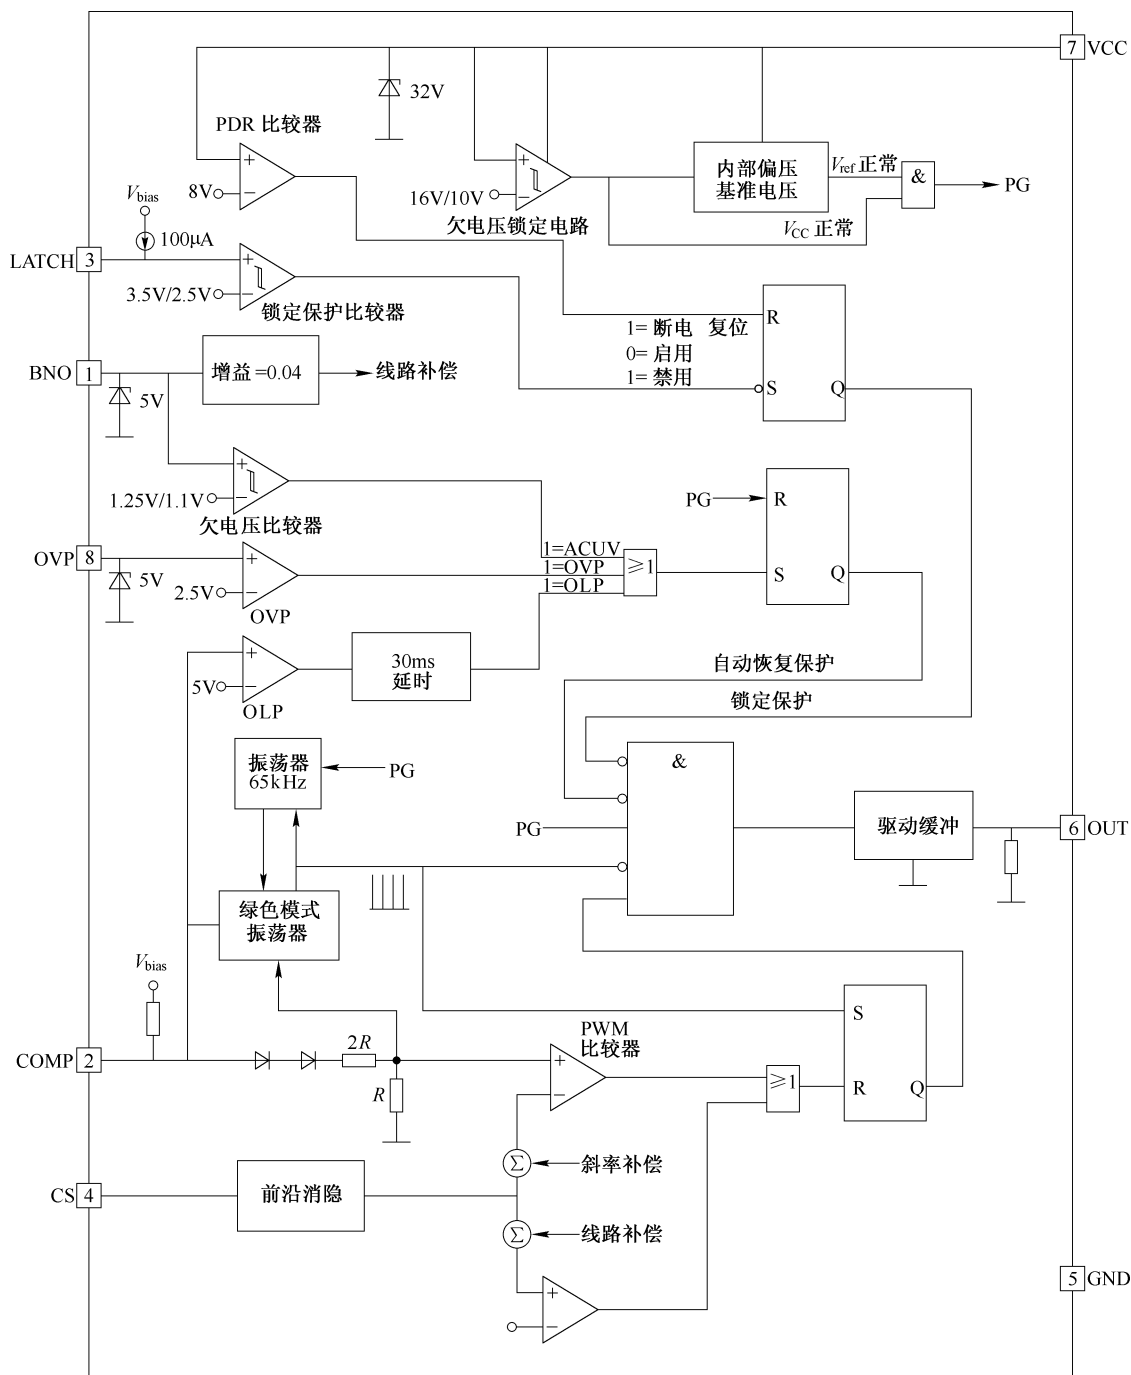 7 VCC
32V
PDR 比较器
+
−
8V
+
−
16V/10V
欠电压锁定电路
内部偏压
基准电压
Vref 正常
&
PG
VCC 正常
Vbias
100μA
LATCH 3
+
−
3.5V/2.5V
锁定保护比较器
R
1= 断电 复位
0= 启用
1= 禁用
S
Q
BNO 1
增益 =0.04
线路补偿
5V
+
−
1.25V/1.1V
欠电压比较器
PG
R
S
Q
OVP 8
5V
+
−
2.5V
OVP
1=ACUV
1=OVP
1=OLP
≥1
+
−
5V
OLP
30ms
延时
自动恢复保护
锁定保护
振荡器
65kHz
PG
&
PG
驱动缓冲
6 OUT
绿色模式
振荡器
Vbias
COMP 2
2R
R
PWM
比较器
+
−
≥1
S
R
Q
Σ
斜率补偿
CS 4
前沿消隐
Σ
线路补偿
+
−
5 GND